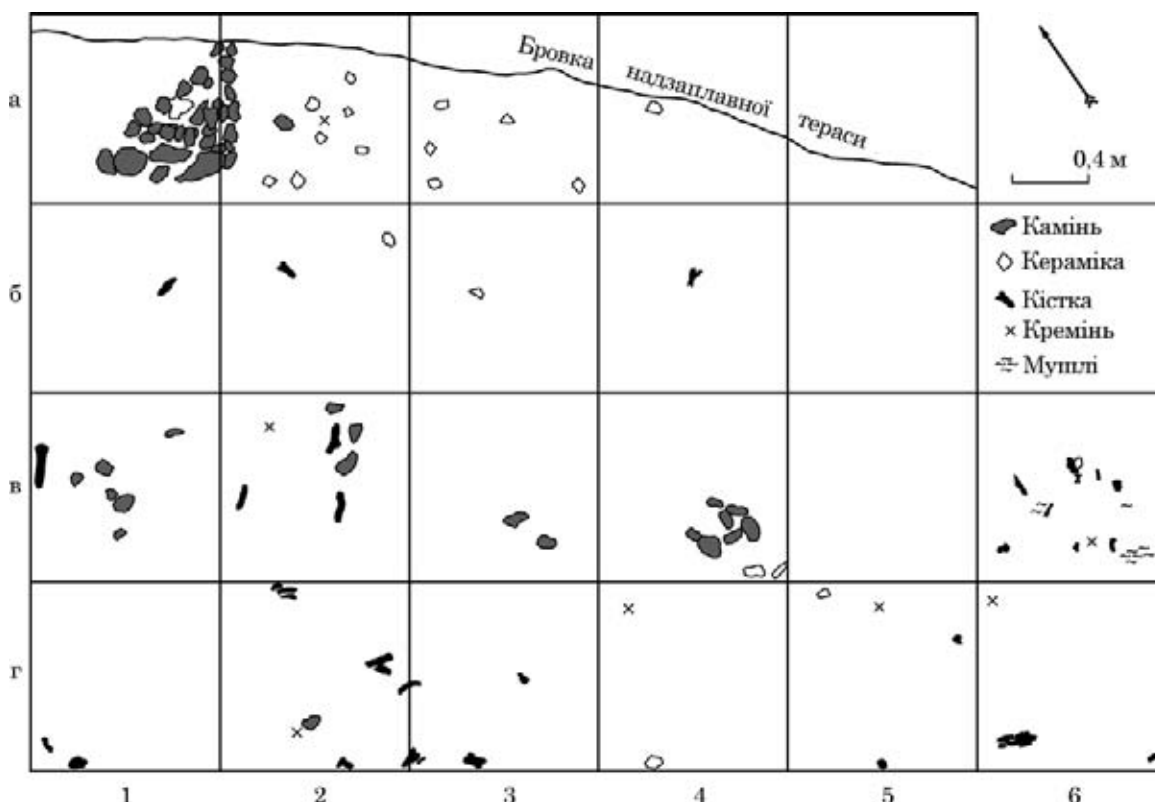 Бровка надзаплавної тераси
а
0,4 м
Камінь
Кераміка
б
Кістка
Кремінь
Мушлі
в
г
1 2 3 4 5 6